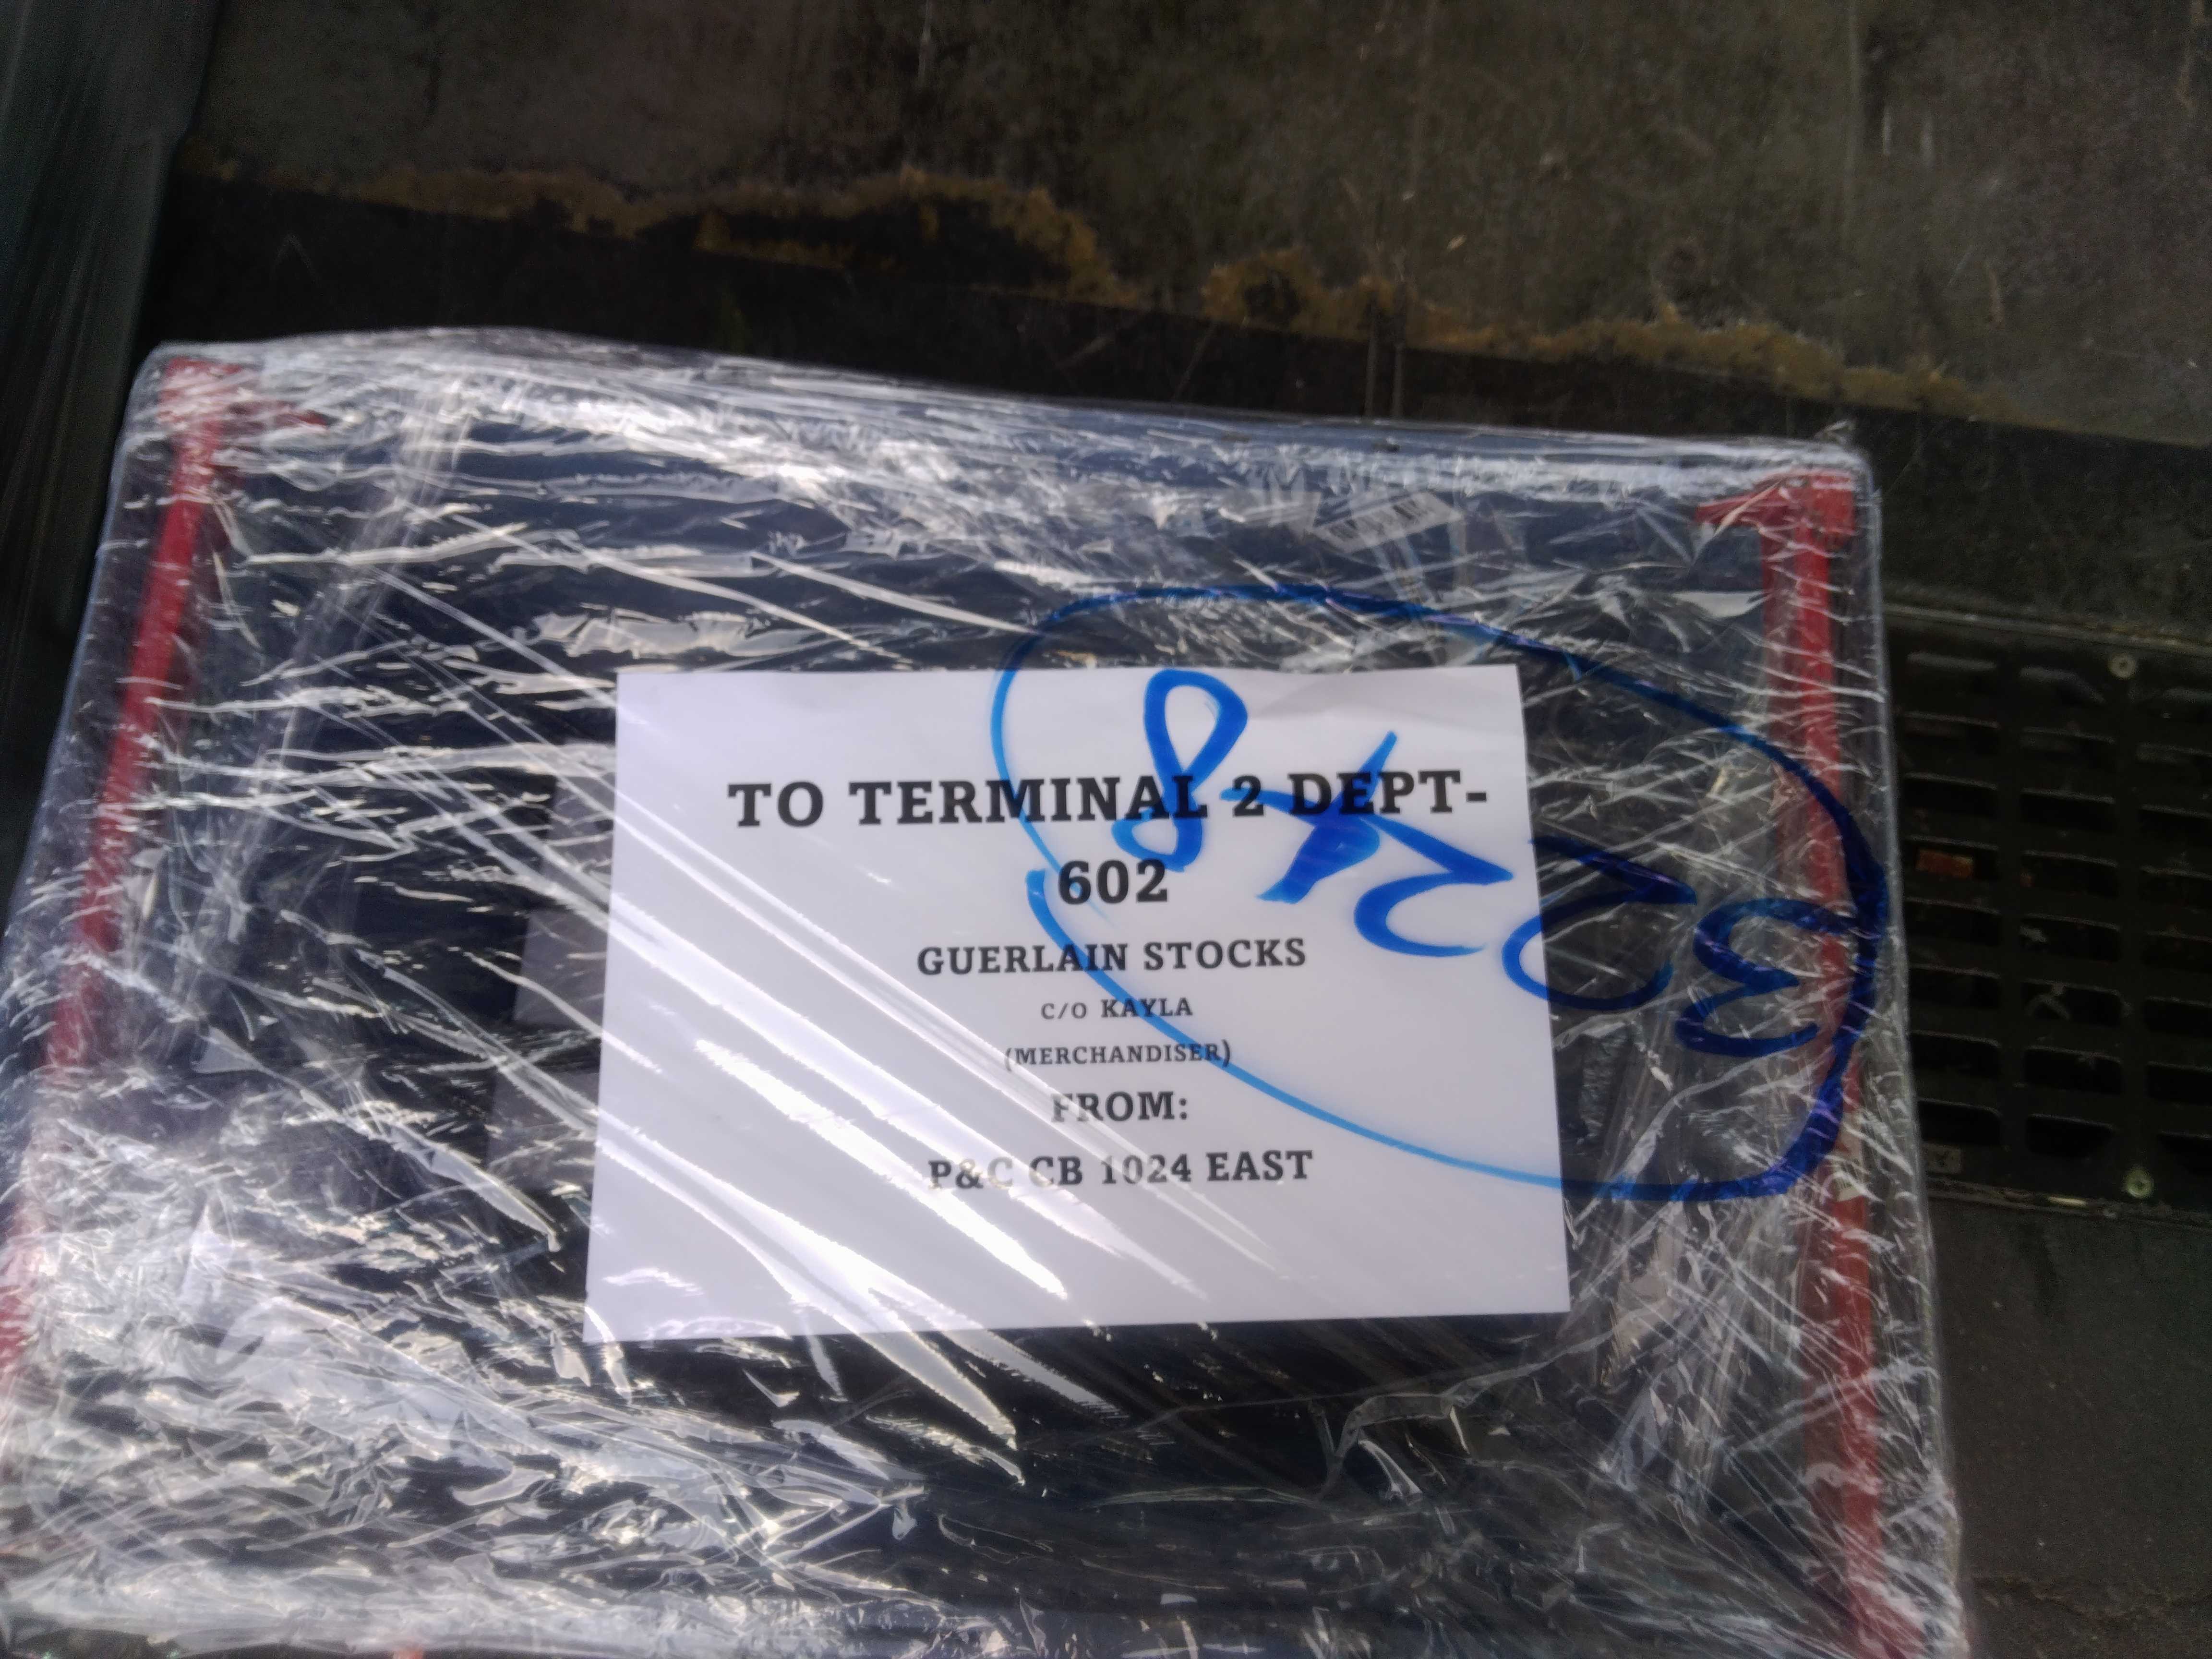 TO TERMINAL 2 DEPT-
602
GUERLAIN STOCKS
C/O KAYLA
(MERCHANDISER)
FROM:
P&C CB 1024 EAST